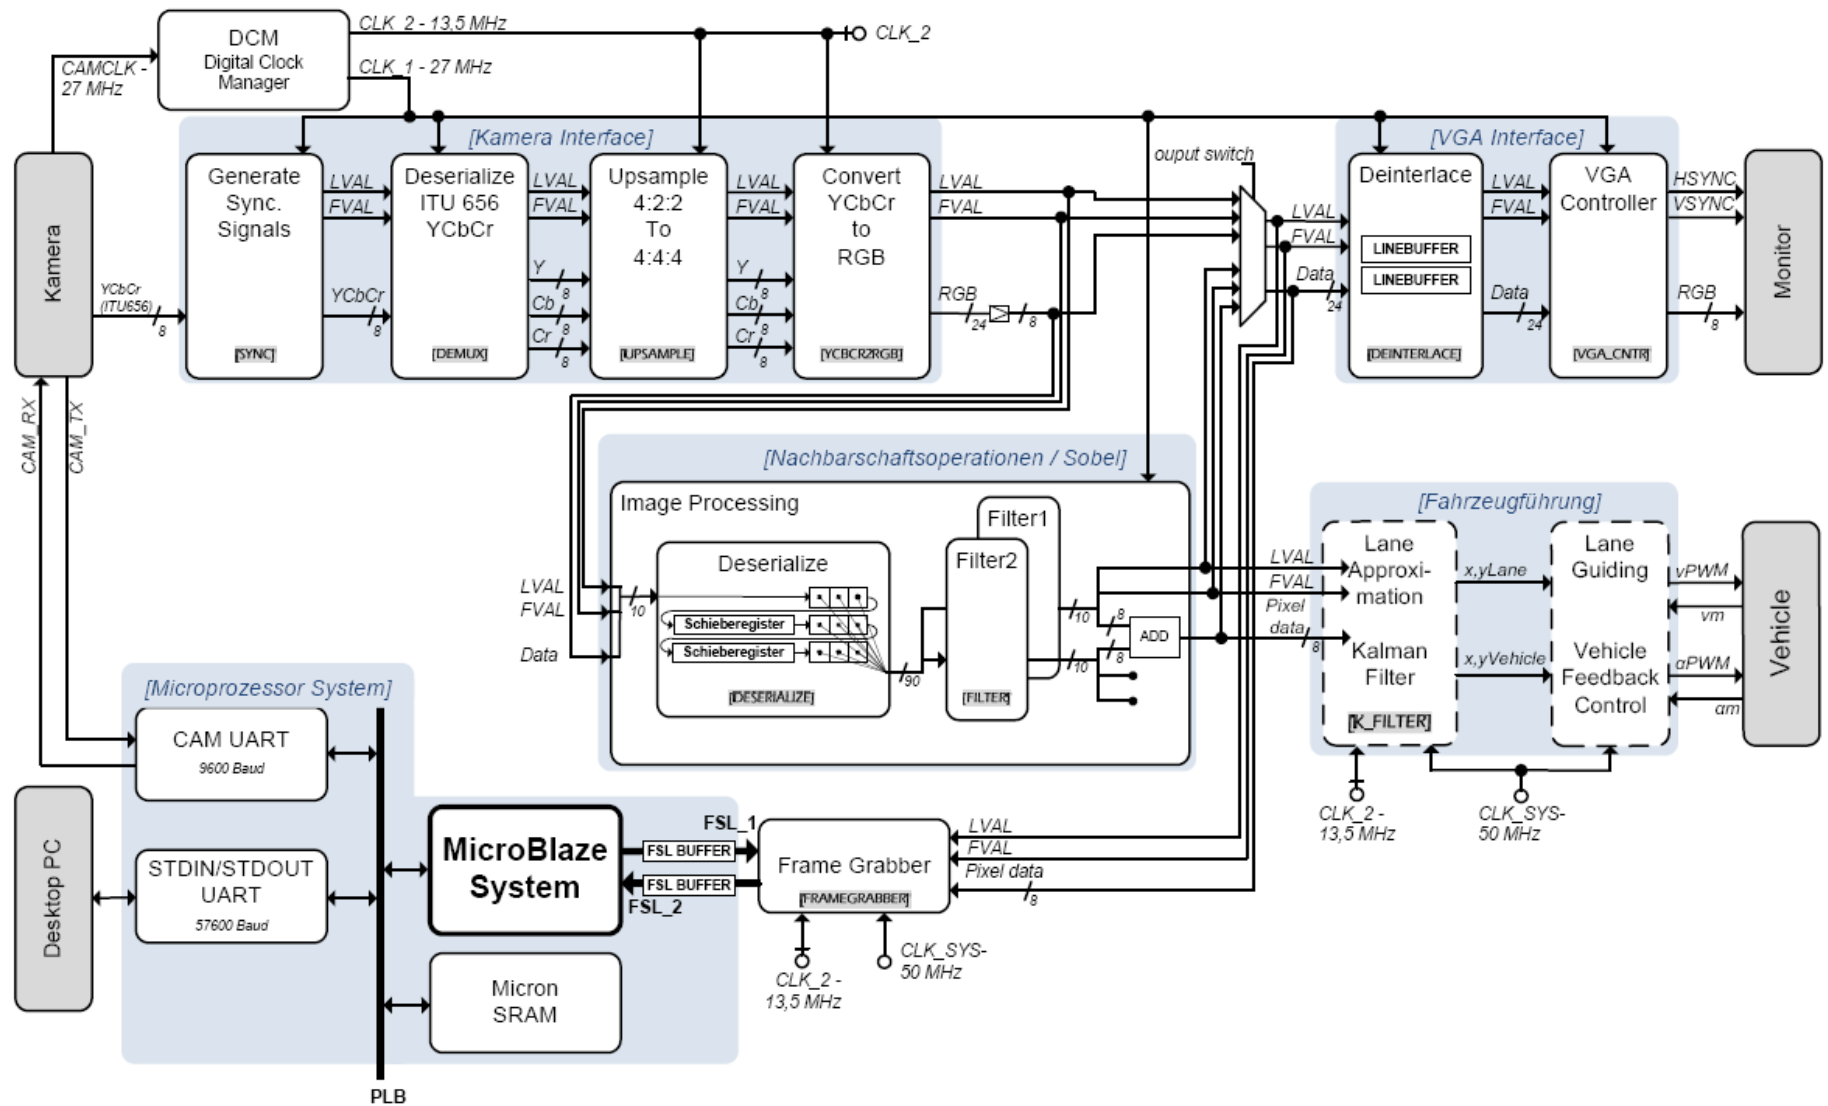 DCM
Digital Clock
Manager
CLK_2 - 13,5 MHz
CLK_2
CLK_1 - 27 MHz
CAMCLK -
27 MHz
[Kamera Interface]
Kamera
YCbCr
(ITU656)
8
Generate
Sync.
Signals
[SYNC]
LVAL
FVAL
YCbCr
8
Deserialize
ITU 656
YCbCr
[DEMUX]
LVAL
FVAL
Y
8
Cb
8
Cr
8
Upsample
4:2:2
To
4:4:4
[UPSAMPLE]
LVAL
FVAL
Y
8
Cb
8
Cr
8
Convert
YCbCr
to
RGB
[YCBCR2RGB]
LVAL
FVAL
RGB
24
8
ouput switch
LVAL
FVAL
Data
24
[VGA Interface]
Deinterlace
LINEBUFFER
LINEBUFFER
[DEINTERLACE]
LVAL
FVAL
Data
24
VGA
Controller
[VGA_CNTR]
HSYNC
VSYNC
RGB
8
Monitor
CAM_RX
CAM_TX
[Nachbarschaftsoperationen / Sobel]
Image Processing
LVAL
FVAL
Data
10
Deserialize
Schieberegister
Schieberegister
[DESERIALIZE]
90
Filter1
Filter2
[FILTER]
10
8
10
8
ADD
LVAL
FVAL
Pixel
data
8
[Fahrzeugführung]
Lane
Approxi-
mation
Kalman
Filter
[K_FILTER]
x,yLane
x,yVehicle
Lane
Guiding
Vehicle
Feedback
Control
vPWM
vm
αPWM
αm
Vehicle
CLK_2 -
13,5 MHz
CLK_SYS-
50 MHz
[Microprozessor System]
CAM UART
9600 Baud
Desktop PC
STDIN/STDOUT
UART
57600 Baud
MicroBlaze
System
Micron
SRAM
PLB
FSL_1
FSL BUFFER
FSL BUFFER
FSL_2
Frame Grabber
[FRAMEGRABBER]
LVAL
FVAL
Pixel data
8
CLK_2 -
13,5 MHz
CLK_SYS-
50 MHz